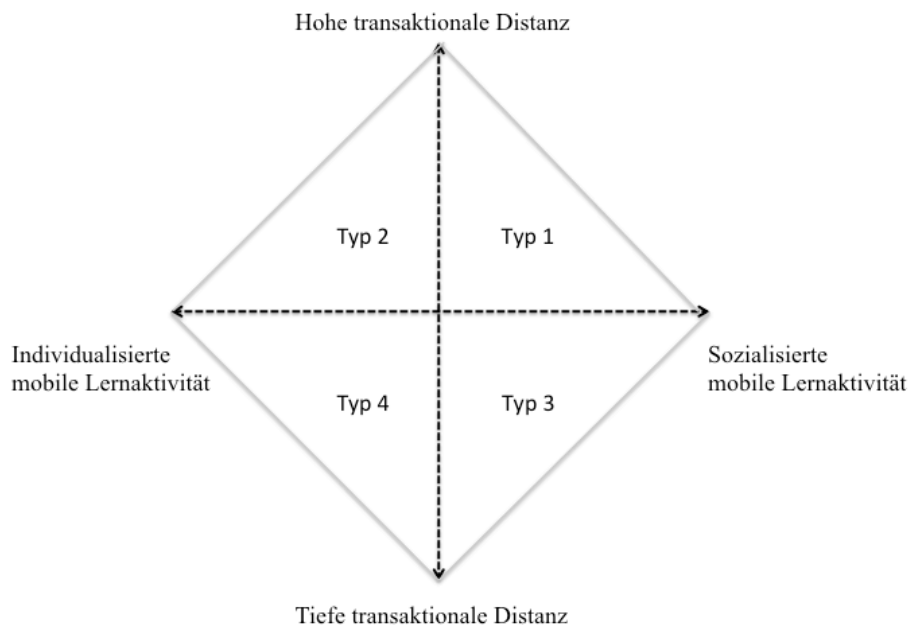 Hohe transaktionale Distanz
Typ 2
Typ 1
Individualisierte
mobile Lernaktivität
Sozialisierte
mobile Lernaktivität
Typ 4
Typ 3
Tiefe transaktionale Distanz